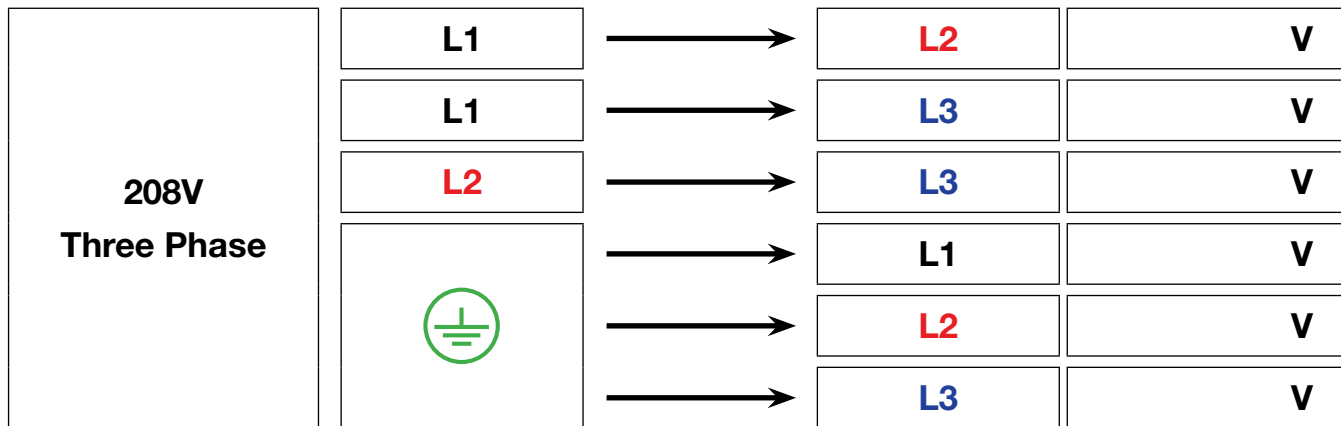 L1 L2 V
L1 L3 V
L2 L3 V
208V
Three Phase
L1 V
L2 V
L3 V